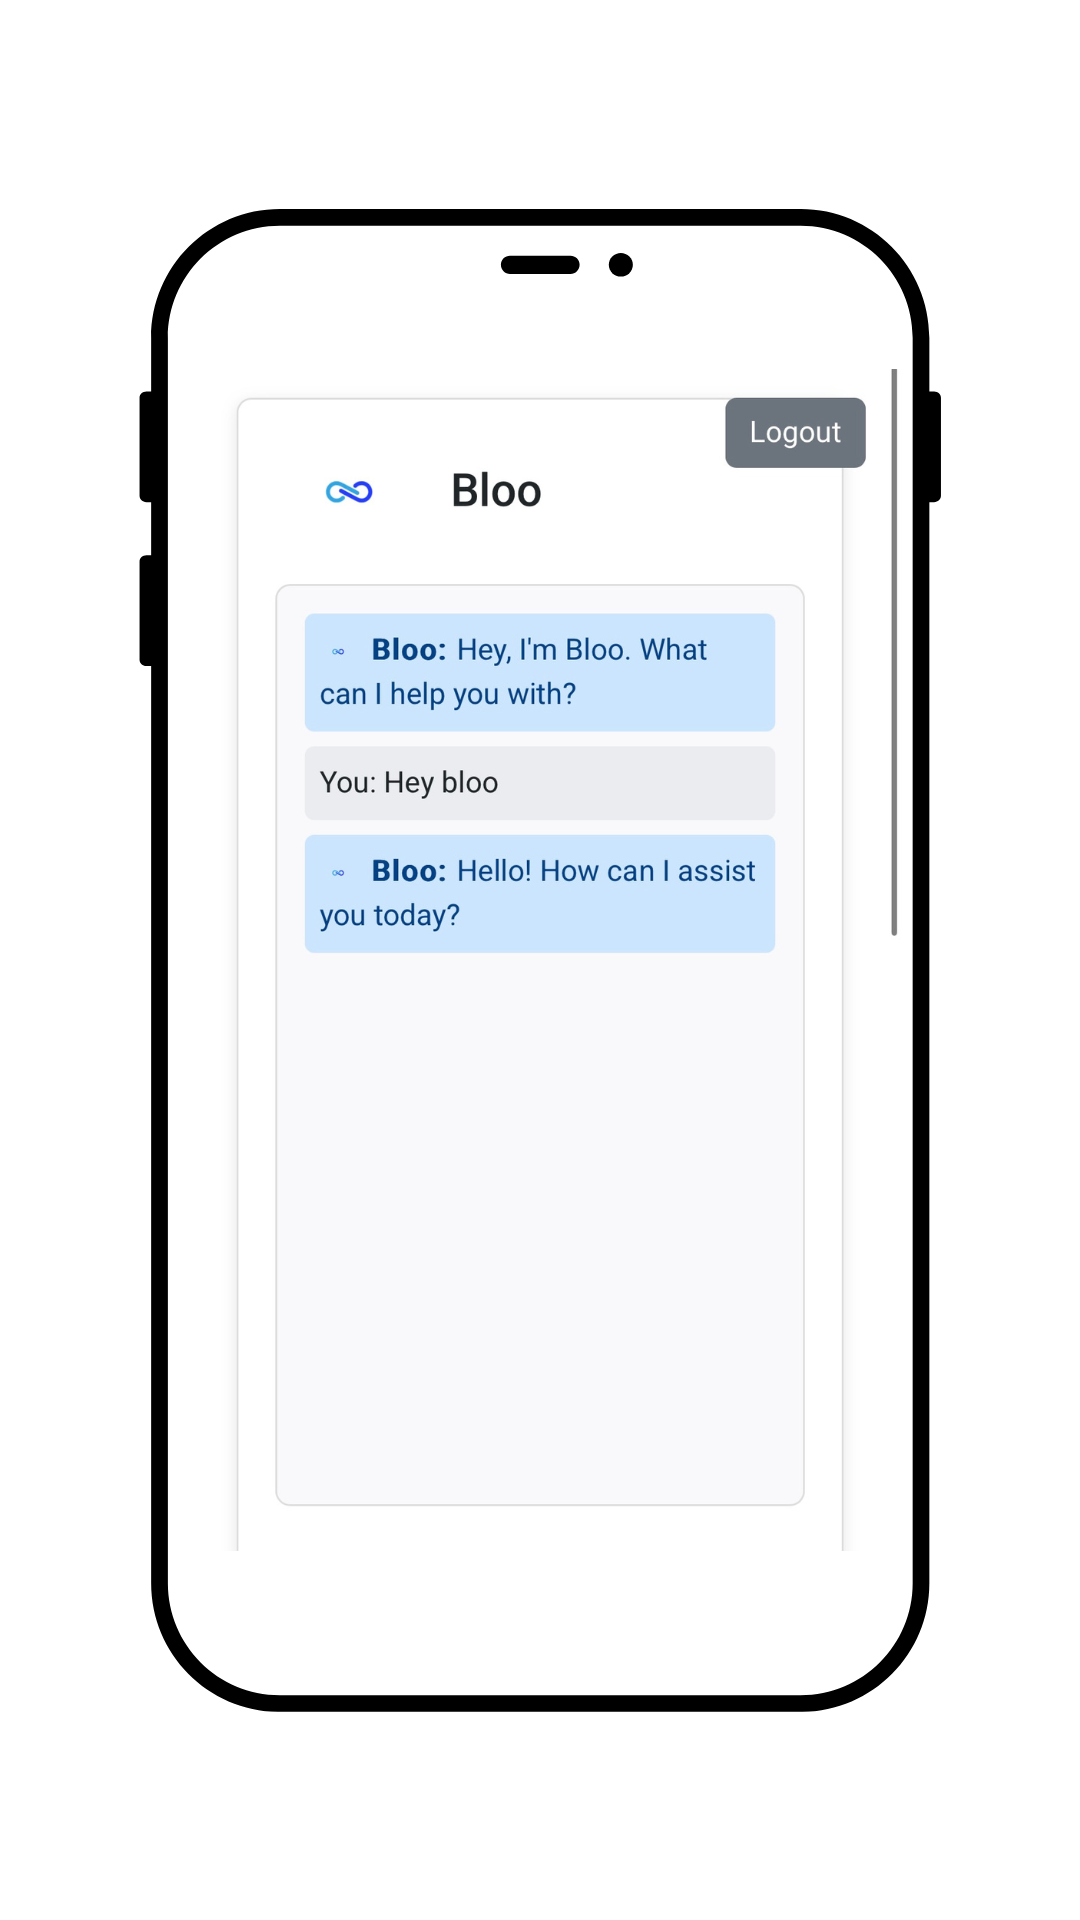 Logout
Bloo
Bloo: Hey, I'm Bloo. What
can I help you with?
You: Hey bloo
Bloo: Hello! How can I assist
you today?